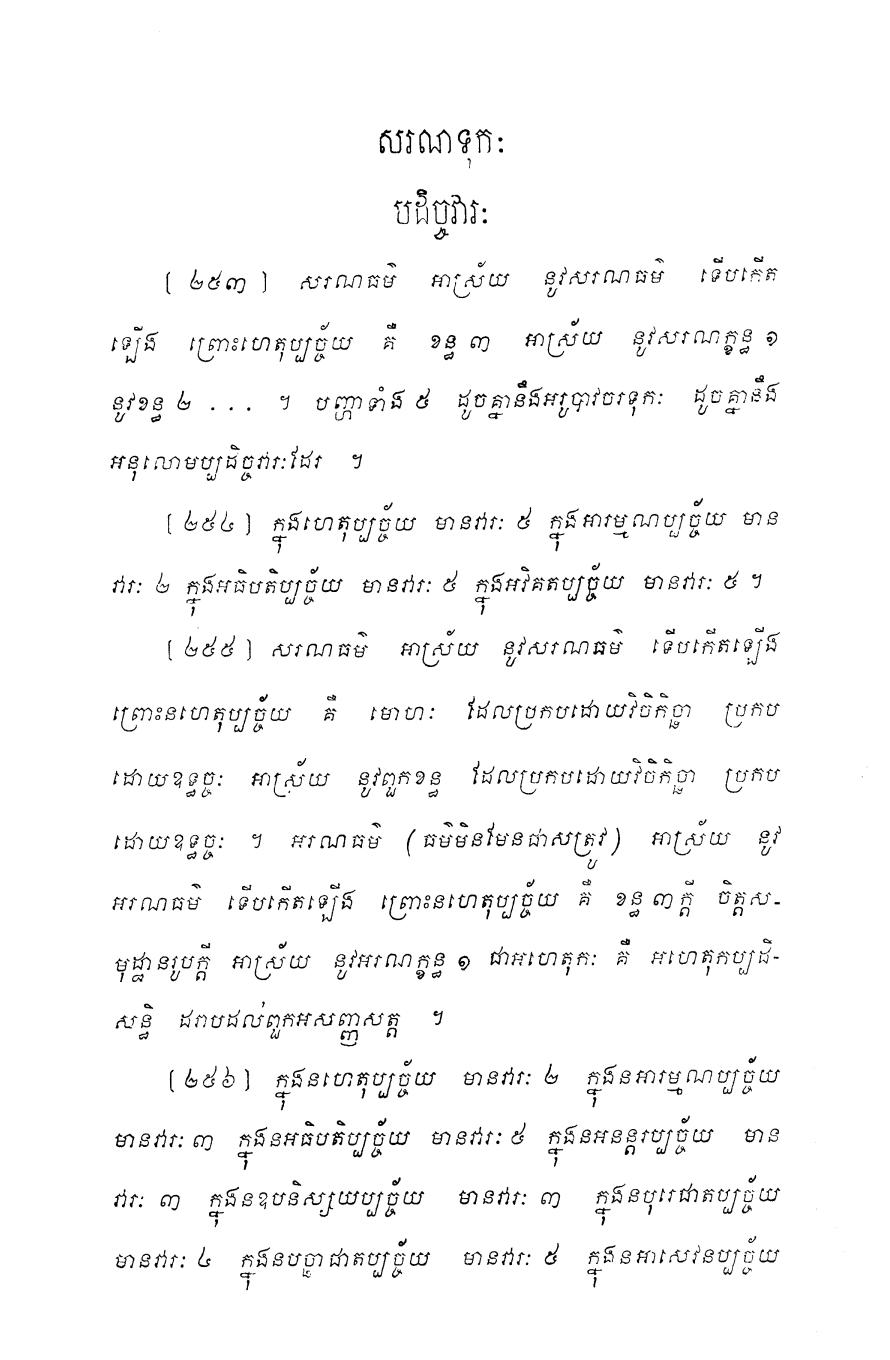 សរណទុកៈ
បដិច្ចវារៈ
[ ២៥៣ ] សរណធម៌ អាស្រ័យ នូវសរណធម៌ ទើបកើត
ឡើង ព្រោះហេតុប្បច្ច័យ គឺ ខន្ធ ៣ អាស្រ័យ នូវសរណក្ខន្ធ ១
នូវខន្ធ ២ ... ។ បញ្ហាទាំង ៥ ដូចគ្នានឹងអរូបាវចរទុកៈ ដូចគ្នានឹង
អនុលោមប្បដិច្ចវារៈដែរ ។
[ ២៥៤ ] ក្នុងហេតុប្បច្ច័យ មានវារៈ ៥ ក្នុងអារម្មណប្បច្ច័យ មាន
វារៈ ២ ក្នុងអធិបតិប្បច្ច័យ មានវារៈ ៥ ក្នុងអវិគតប្បច្ច័យ មានវារៈ ៥ ។
[ ២៥៥ ] សរណធម៌ អាស្រ័យ នូវសរណធម៌ ទើបកើតឡើង
ព្រោះនហេតុប្បច្ច័យ គឺ មោហៈ ដែលប្រកបដោយវិចិកិច្ឆា ប្រកប
ដោយឧទ្ធច្ចៈ អាស្រ័យ នូវពួកខន្ធ ដែលប្រកបដោយវិចិកិច្ឆា ប្រកប
ដោយឧទ្ធច្ចៈ ។ អរណធម៌ (ធម៌មិនមែនជាសត្រូវ) អាស្រ័យ នូវ
អរណធម៌ ទើបកើតឡើង ព្រោះនហេតុប្បច្ច័យ គឺ ខន្ធ ៣ ក្តី ចិត្តស-
មុដ្ឋានរូបក្តី អាស្រ័យ នូវអរណក្ខន្ធ ១ ជាអហេតុកៈ គឺ អហេតុកប្បដិ-
សន្ធិ ដរាបដល់ពួកអសញ្ញសត្ត ។
[ ២៥៦ ] ក្នុងនហេតុប្បច្ច័យ មានវារៈ ២ ក្នុងនអារម្មណប្បច្ច័យ
មានវារៈ ៣ ក្នុងនអធិបតិប្បច្ច័យ មានវារៈ ៥ ក្នុងនអនន្តរប្បច្ច័យ មាន
វារៈ ៣ ក្នុងនឧបនិស្សយប្បច្ច័យ មានវារៈ ៣ ក្នុងនបុរេជាតប្បច្ច័យ
មានវារៈ ៤ ក្នុងនបច្ឆាជាតប្បច្ច័យ មានវារៈ ៥ ក្នុងនអាសេវនប្បច្ច័យ